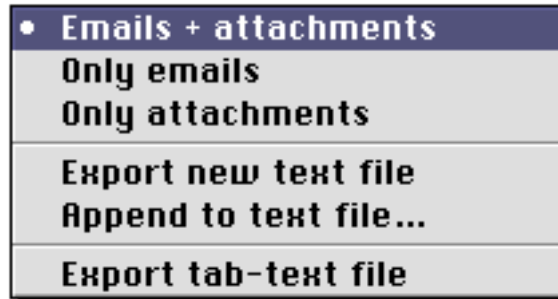 • Emails + attachments
Only emails
Only attachments
Export new text file
Append to text file...
Export tab-text file